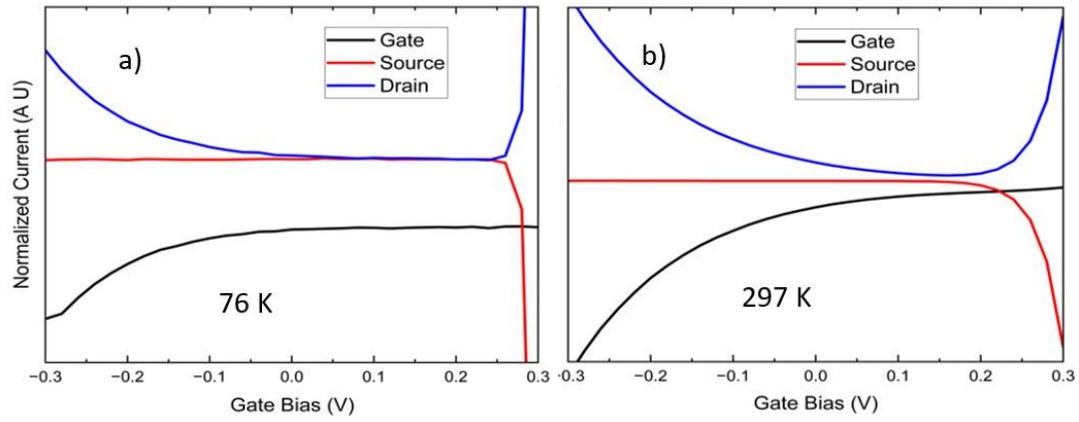 a)
Gate
Source
Drain
76 K
Normalized Current (A U)
−0.3 −0.2 −0.1 0.0 0.1 0.2 0.3
Gate Bias (V)
b)
Gate
Source
Drain
297 K
-0.3 −0.2 −0.1 0.0 0.1 0.2 0.3
Gate Bias (V)